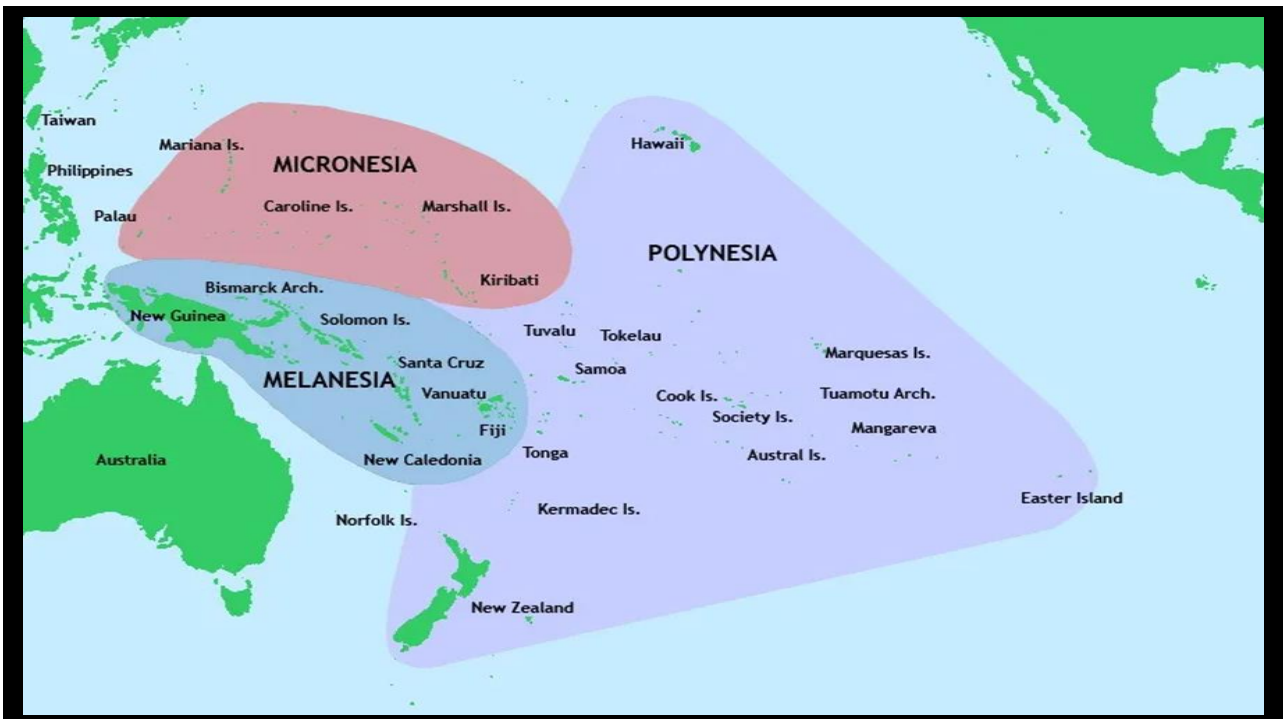 Taiwan
Mariana Is.
Hawaii
MICRONESIA
Philippines
Caroline Is.
Marshall Is.
Palau
POLYNESIA
Kiribati
Bismarck Arch.
New Guinea
Solomon Is.
Tuvalu
Tokelau
Marquesas Is.
Santa Cruz
Samoa
MELANESIA
Vanuatu
Cook Is.
Tuamotu Arch.
Society Is.
Fiji
Mangareva
Tonga
Austral Is.
Australia
New Caledonia
Easter Island
Kermadec Is.
Norfolk Is.
New Zealand